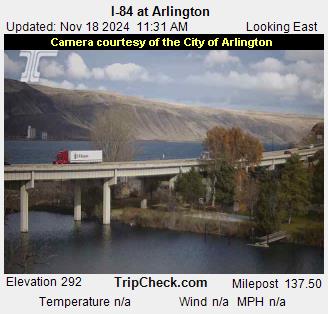 I-84 at Arlington
Updated: Nov 18 2024 11:31 AM Looking East
Camera courtesy of the City of Arlington
Elevation 292 TripCheck.com Milepost 137.50
Temperature n/a Wind n/a MPH n/a